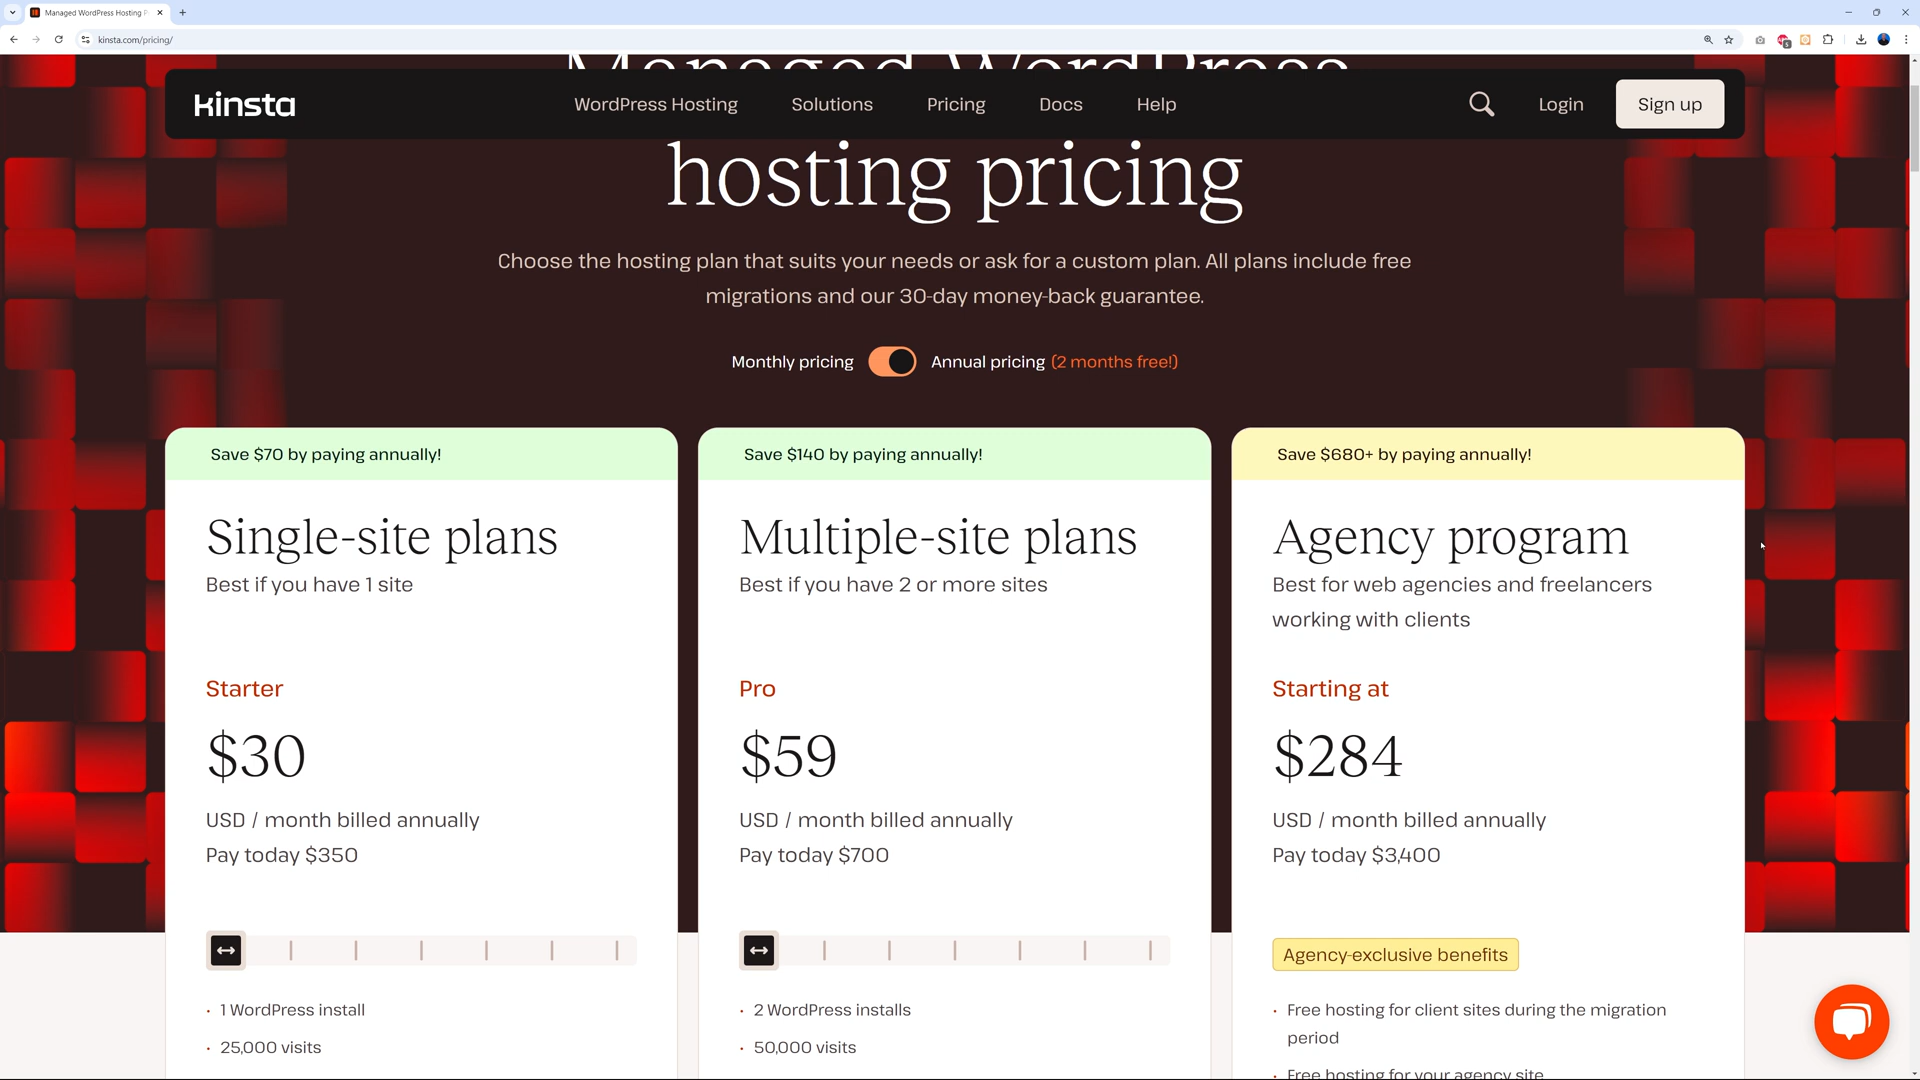 Managed WordPress Hosting P
kinsta.com/pricing/
Managed WordPress
kinsta
WordPress Hosting
Solutions
Pricing
Docs
Help
Login
Sign up
hosting pricing
Choose the hosting plan that suits your needs or ask for a custom plan. All plans include free
migrations and our 30-day money-back guarantee.
Monthly pricing
Annual pricing (2 months free!)
Save $70 by paying annually!
Single-site plans
Best if you have 1 site
Starter
$30
USD / month billed annually
Pay today $350
1 WordPress install
25,000 visits
Save $140 by paying annually!
Multiple-site plans
Best if you have 2 or more sites
Pro
$59
USD / month billed annually
Pay today $700
2 WordPress installs
50,000 visits
Save $680+ by paying annually!
Agency program
Best for web agencies and freelancers
working with clients
Starting at
$284
USD / month billed annually
Pay today $3,400
Agency-exclusive benefits
Free hosting for client sites during the migration
period
Free hosting for your agency site